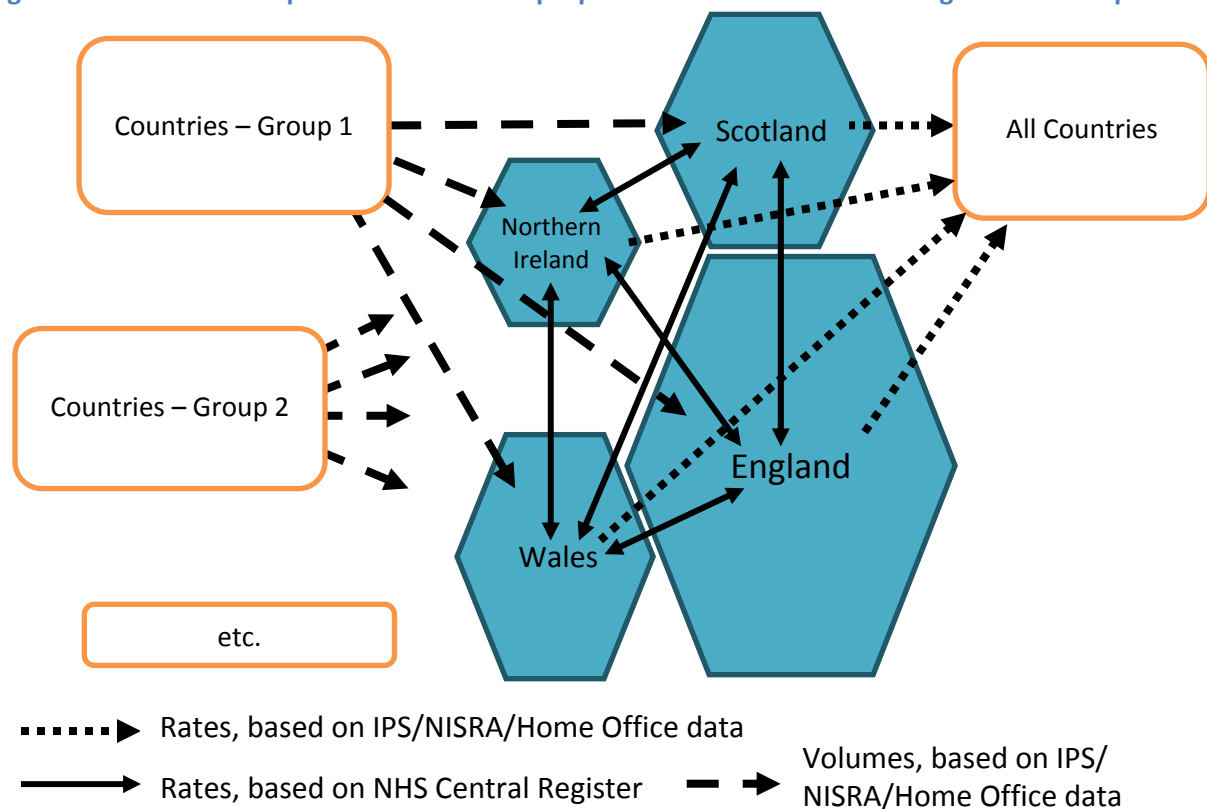 Countries – Group 1
Scotland
All Countries
Northern
Ireland
Countries – Group 2
England
Wales
etc.
Rates, based on IPS/NISRA/Home Office data
Rates, based on NHS Central Register
Volumes, based on IPS/
NISRA/Home Office data